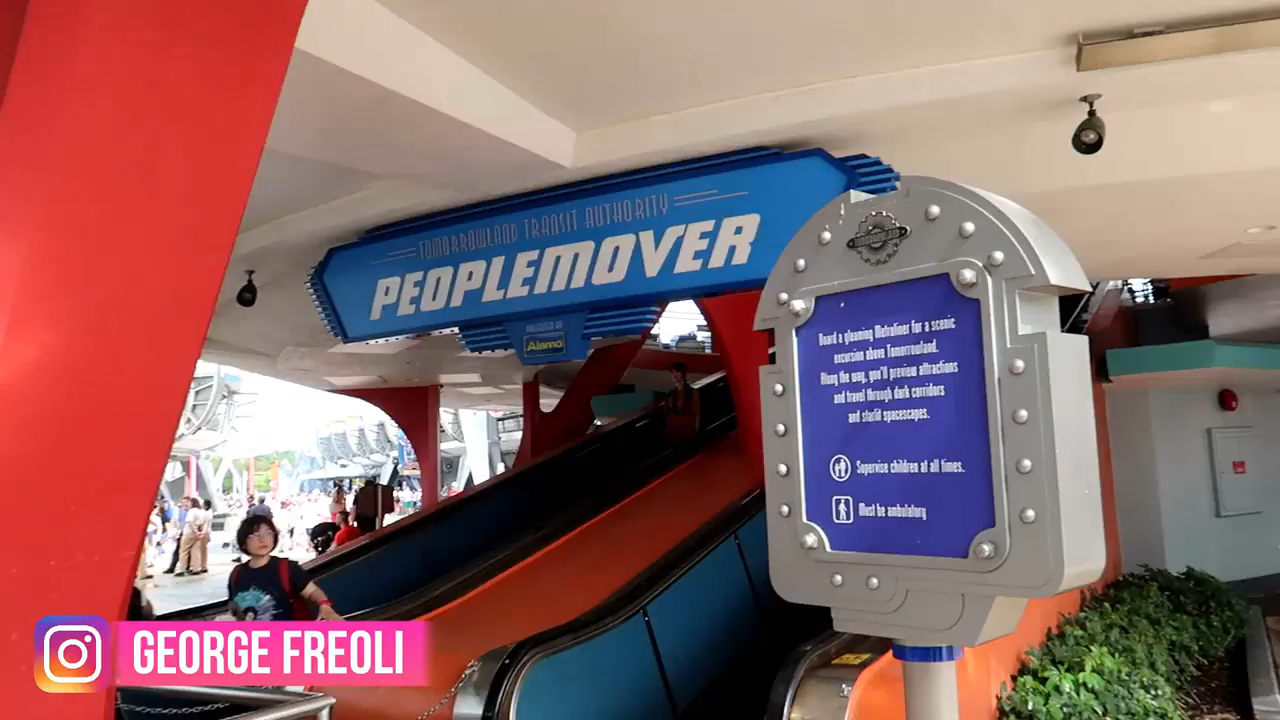 TOMORROWLAND TRANSIT AUTHORITY
PEOPLEMOVER
Alamo
Board a gleaming Metroliner for a scenic
excursion above Tomorrowland.
Along the way, you'll preview attractions
and travel through dark corridors
and starlit spacescapes.
Supervise children at all times.
Must be ambulatory
GEORGE FREOLI